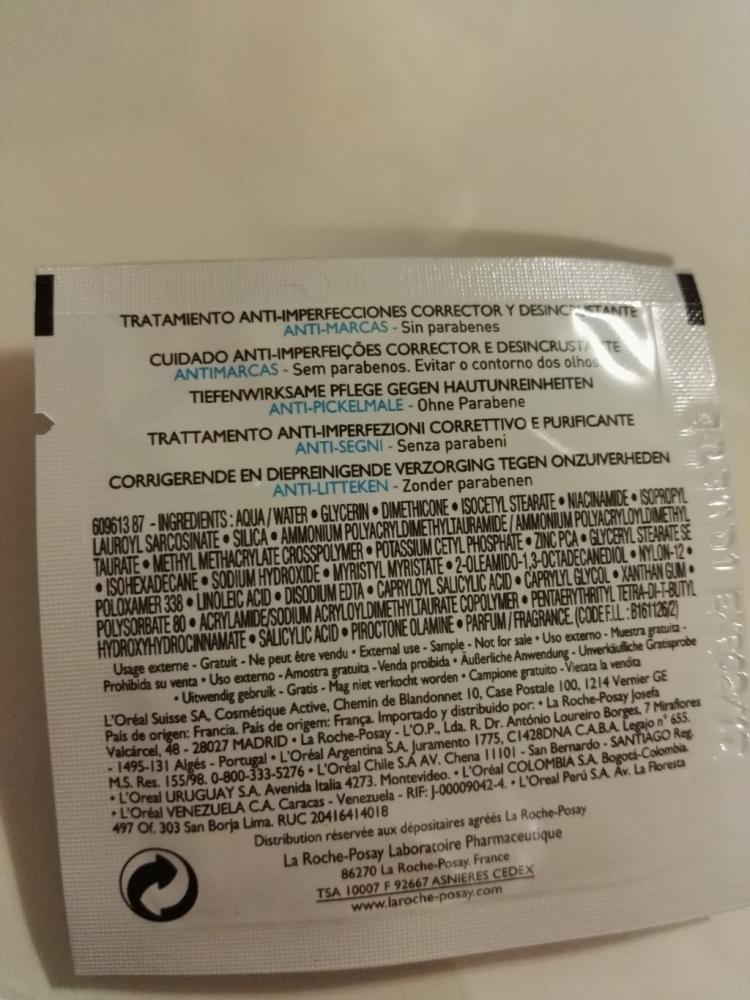 TRATAMIENTO ANTI-IMPERFECCIONES CORRECTOR Y DESINCRUSTANTE
ANTI-MARCAS - Sin parabenes
CUIDADO ANTI-IMPERFEIÇÕES CORRECTOR E DESINCRUSTANTE
ANTIMARCAS - Sem parabenos. Evitar o contorno dos olhos
TIEFENWIRKSAME PFLEGE GEGEN HAUTUNREINHEITEN
ANTI-PICKELMALE - Ohne Parabene
TRATTAMENTO ANTI-IMPERFEZIONI CORRETTIVO E PURIFICANTE
ANTI-SEGNI - Senza parabeni
CORRIGERENDE EN DIEPREINIGENDE VERZORGING TEGEN ONZUIVERHEDEN
ANTI-LITTEKEN - Zonder parabenen
609613 87 - INGREDIENTS : AQUA / WATER • GLYCERIN • DIMETHICONE • ISOCETYL STEARATE • NIACINAMIDE • ISOPROPYL
LAUROYL SARCOSINATE • SILICA • AMMONIUM POLYACRYLDIMETHYLTAURAMIDE / AMMONIUM POLYACRYLOYLDIMETHYL
TAURATE • METHYL METHACRYLATE CROSSPOLYMER • POTASSIUM CETYL PHOSPHATE • ZINC PCA • GLYCERYL STEARATE SE
• ISOHEXADECANE • SODIUM HYDROXIDE • MYRISTYL MYRISTATE • 2-OLEAMIDO-1,3-OCTADECANEDIOL • NYLON-12 •
POLOXAMER 338 • LINOLEIC ACID • DISODIUM EDTA • CAPRYLOYL SALICYLIC ACID • CAPRYLYL GLYCOL • XANTHAN GUM •
POLYSORBATE 80 • ACRYLAMIDE/SODIUM ACRYLOYLDIMETHYLTAURATE COPOLYMER • PENTAERYTHRITYL TETRA-DI-T-BUTYL
HYDROXYHYDROCINNAMATE • SALICYLIC ACID • PIROCTONE OLAMINE • PARFUM / FRAGRANCE. (CODE F.I.L. : B161126/2)
Usage externe - Gratuit - Ne peut être vendu • External use - Sample - Not for sale • Uso externo - Muestra gratuita -
Prohibida su venta • Uso externo - Amostra gratuita - Venda proibida • Äußerliche Anwendung - Unverkäufliche Gratisprobe
• Uitwendig gebruik - Gratis - Mag niet verkocht worden • Campione gratuito - Vietata la vendita
L'Oréal Suisse SA, Cosmétique Active, Chemin de Blandonnet 10, Case Postale 100, 1214 Vernier GE
País de origen: Francia. País de origem: França. Importado y distribuido por: • La Roche-Posay Josefa
Valcárcel, 48 - 28027 MADRID • La Roche-Posay - L'O.P., Lda. R. Dr. António Loureiro Borges, 7 Miraflores
- 1495-131 Algés - Portugal • L'Oréal Argentina S.A. Juramento 1775, C1428DNA C.A.B.A. Legajo n° 655.
M.S. Res. 155/98. 0-800-333-5276 • L'Oréal Chile S.A AV. Chena 11101 - San Bernardo - SANTIAGO Reg.
• L'Oreal URUGUAY S.A. Avenida Italia 4273. Montevideo. • L'Oréal COLOMBIA S.A. Bogotá-Colombia.
• L'Oréal VENEZUELA C.A. Caracas - Venezuela - RIF: J-00009042-4. • L'Oreal Perú S.A. Av. La Floresta
497 Of. 303 San Borja Lima. RUC 20416414018
Distribution réservée aux dépositaires agréés La Roche-Posay
La Roche-Posay Laboratoire Pharmaceutique
86270 La Roche-Posay. France
TSA 10007 F 92667 ASNIERES CEDEX
www.laroche-posay.com